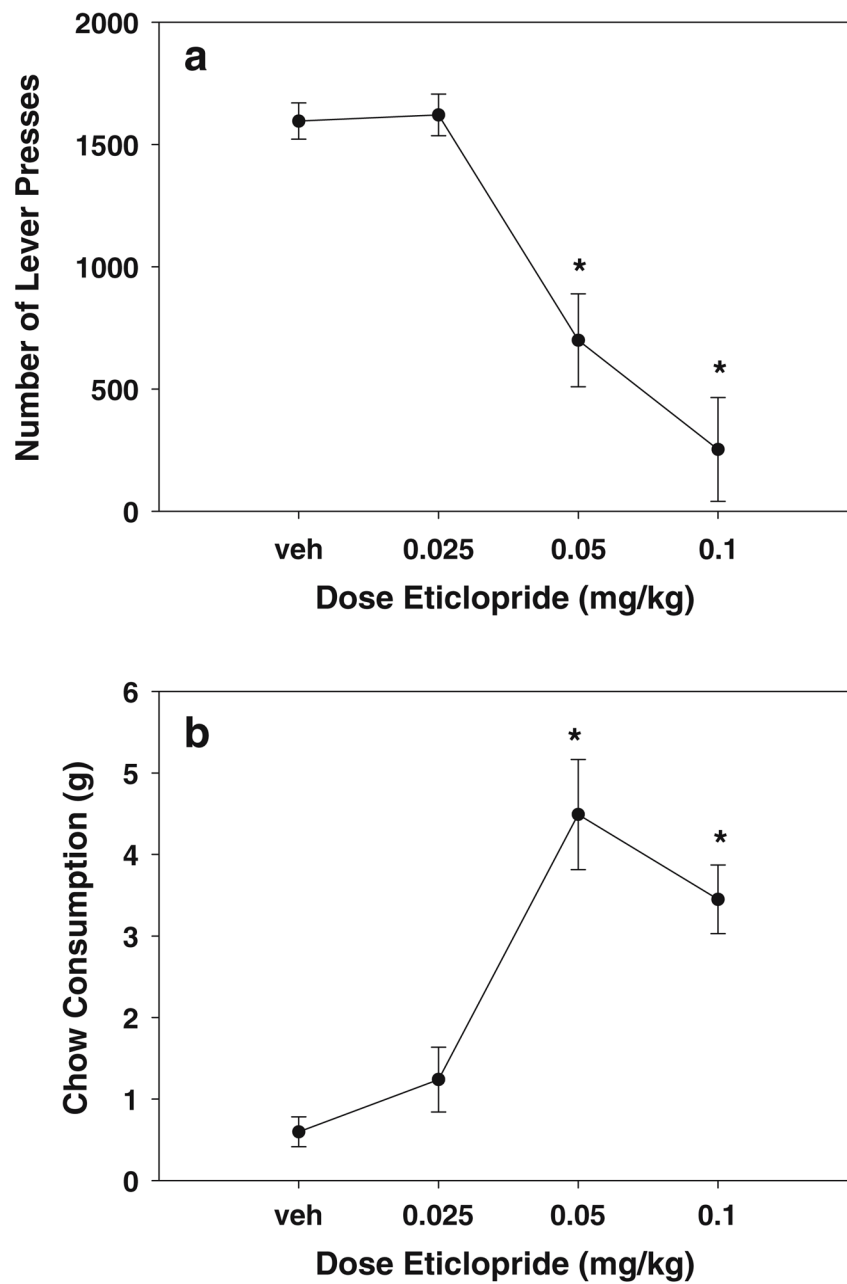 a
Number of Lever Presses
2000
1500
1000
500
0
*
*
veh 0.025 0.05 0.1
Dose Eticlopride (mg/kg)
b
Chow Consumption (g)
6
5
4
3
2
1
0
*
*
veh 0.025 0.05 0.1
Dose Eticlopride (mg/kg)